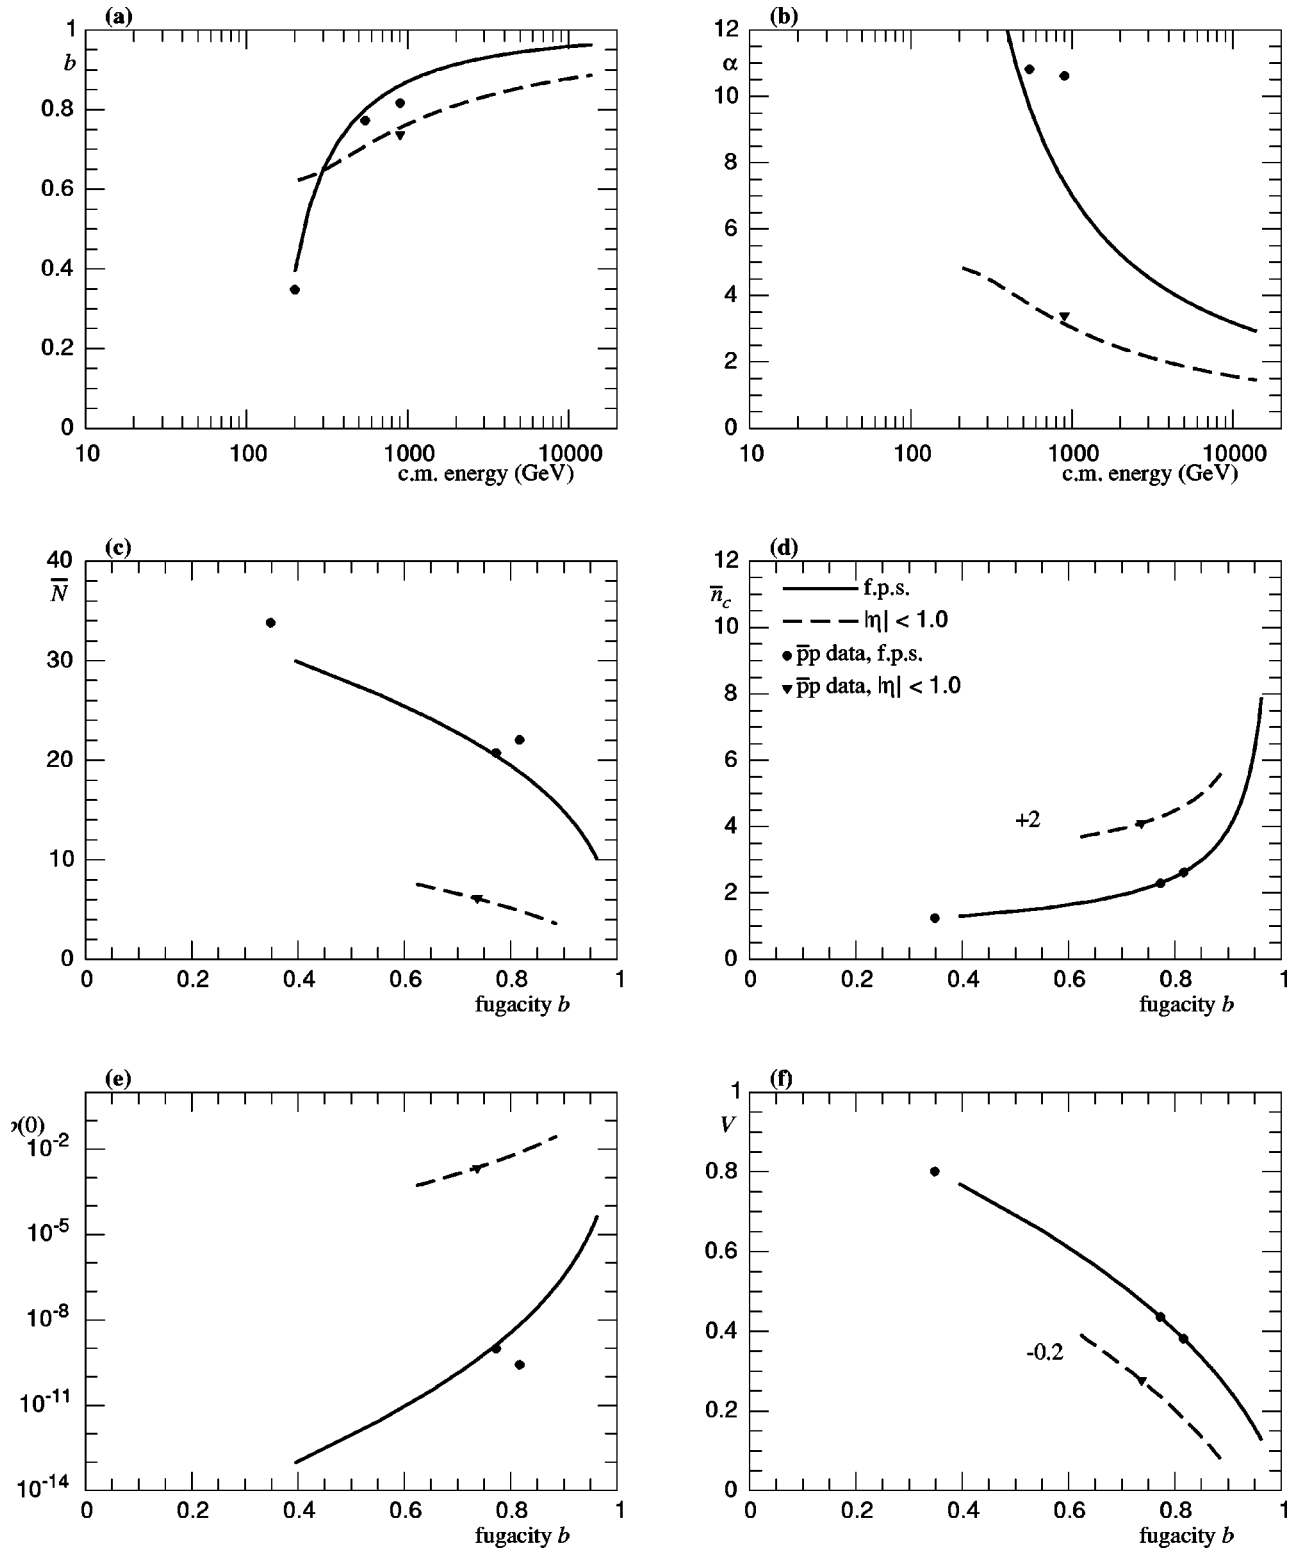 (a)
1
b
0.8
0.6
0.4
0.2
0
10 100 1000 10000
c.m. energy (GeV)
(b)
12
α
10
8
6
4
2
0
10 100 1000 10000
c.m. energy (GeV)
(c)
40
N̅
30
20
10
0
0 0.2 0.4 0.6 0.8 1
fugacity b
(d)
12
n̅c
10
8
6
4
2
0
f.p.s.
|η| < 1.0
p̅p data, f.p.s.
p̅p data, |η| < 1.0
+2
0 0.2 0.4 0.6 0.8 1
fugacity b
(e)
(0)
10⁻²
10⁻⁵
10⁻⁸
10⁻¹¹
10⁻¹⁴
0 0.2 0.4 0.6 0.8 1
fugacity b
(f)
1
V
0.8
0.6
0.4
0.2
0
-0.2
0 0.2 0.4 0.6 0.8 1
fugacity b